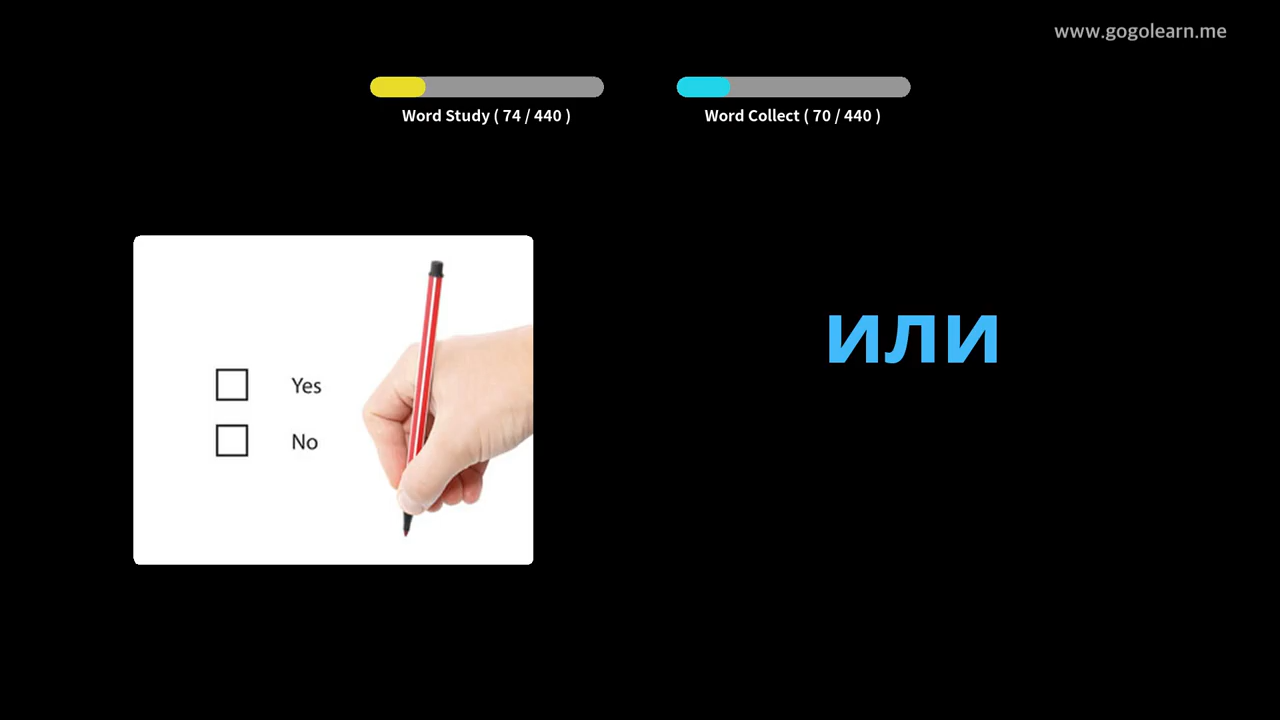 www.gogolearn.me
Word Study ( 74 / 440 )
Word Collect ( 70 / 440 )
Yes
No
или